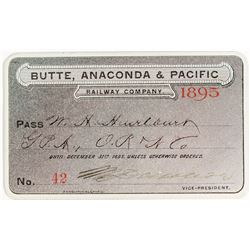 BUTTE, ANACONDA & PACIFIC
RAILWAY COMPANY.
1895
PASS W. H. Hurlburt
G.P.A., O.R. & N. Co.
UNTIL DECEMBER 31ST 1895, UNLESS OTHERWISE ORDERED.
No. 42
VICE-PRESIDENT.